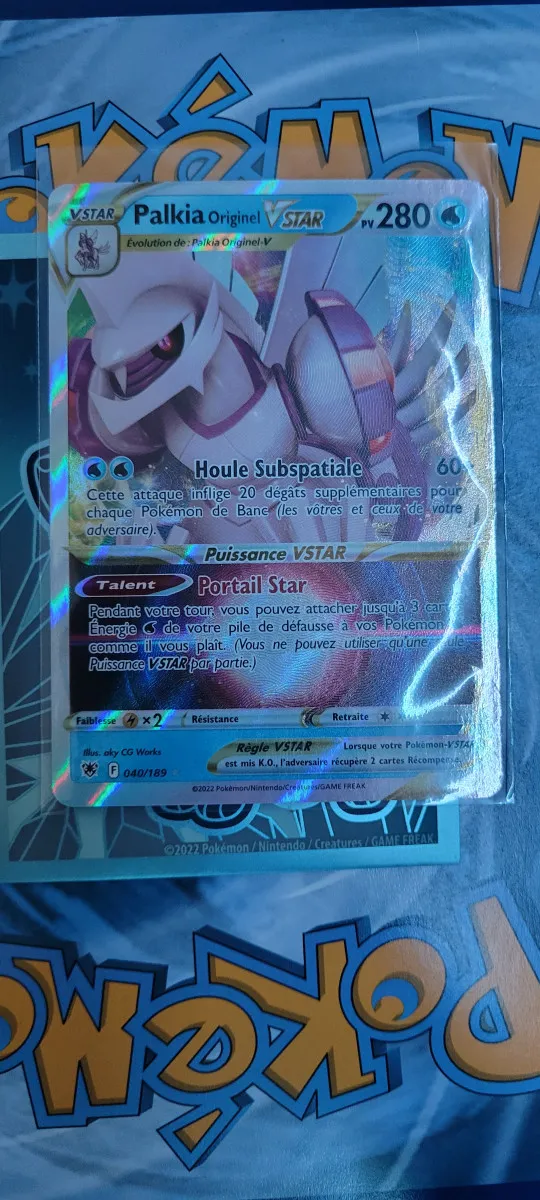 POKÉMON
VSTAR Palkia Originel VSTAR PV 280
Évolution de : Palkia Originel-V
Houle Subspatiale 60
Cette attaque inflige 20 dégâts supplémentaires pour
chaque Pokémon de Banc (les vôtres et ceux de votre
adversaire).
Puissance VSTAR
Talent Portail Star
Pendant votre tour, vous pouvez attacher jusqu'à 3
Énergie de votre pile de défausse à vos Pokémon
comme il vous plaît. (Vous ne pouvez utiliser qu'une
Puissance VSTAR par partie.)
Faiblesse ×2 Résistance Retraite
Illus. aky CG Works
Règle VSTAR Lorsque votre Pokémon-VSTAR
est mis K.O., l'adversaire récupère 2 cartes Récompense.
F 040/189
©2022 Pokémon/Nintendo/Creatures/GAME FREAK
©2022 Pokémon / Nintendo / Creatures / GAME FREAK
POKÉM